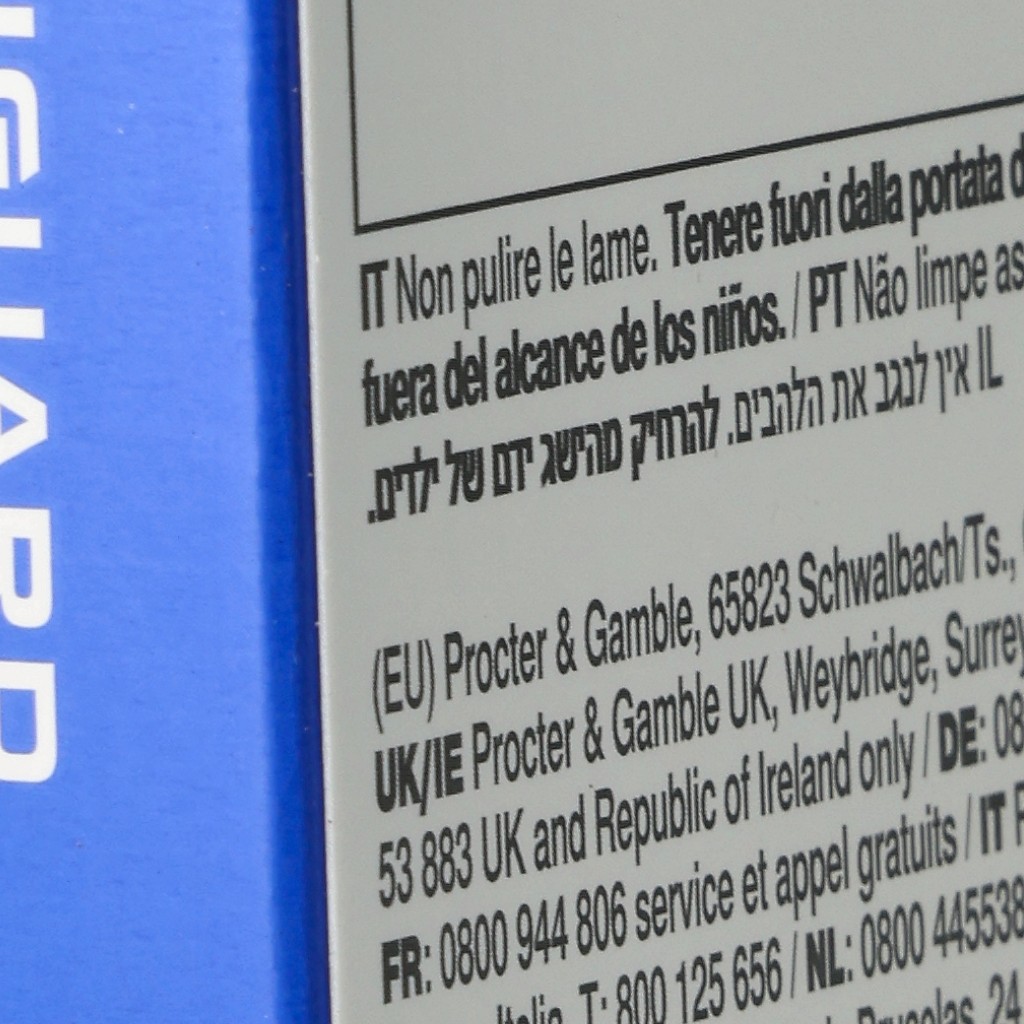 GUARD
IT Non pulire le lame. Tenere fuori dalla portata
fuera del alcance de los niños. / PT Não limpe as
IL אין לנגב את הלהבים. להרחיק מהישג ידם של ילדים.
(EU) Procter & Gamble, 65823 Schwalbach/Ts.,
UK/IE Procter & Gamble UK, Weybridge, Surrey
53 883 UK and Republic of Ireland only / DE: 08
FR: 0800 944 806 service et appel gratuits / IT
Italia T: 800 125 656 / NL: 0800 445538
24